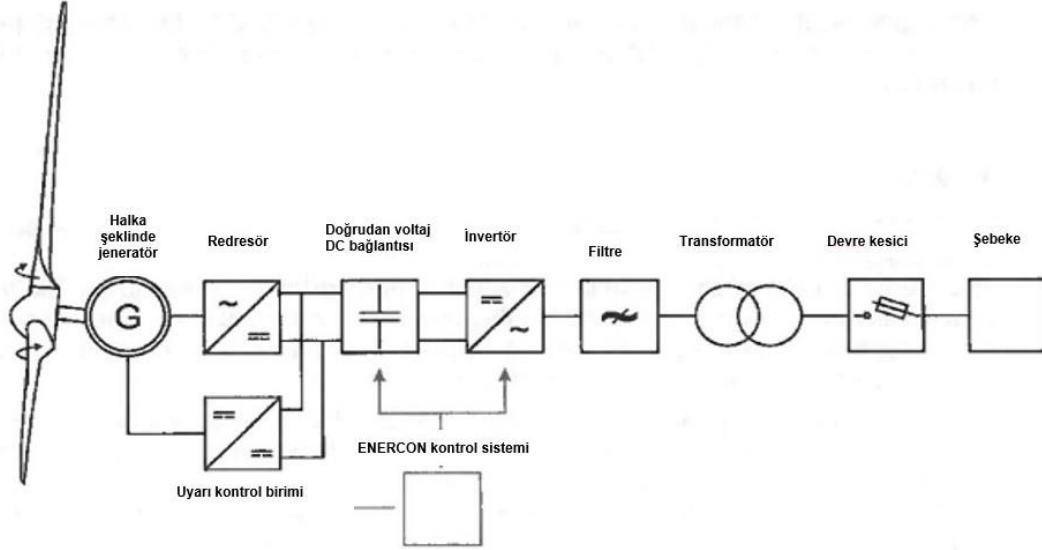 Halka
şeklinde
jeneratör
Redresör
Doğrudan voltaj
DC bağlantısı
İnvertör
Filtre
Transformatör
Devre kesici
Şebeke
G
Uyarı kontrol birimi
ENERCON kontrol sistemi